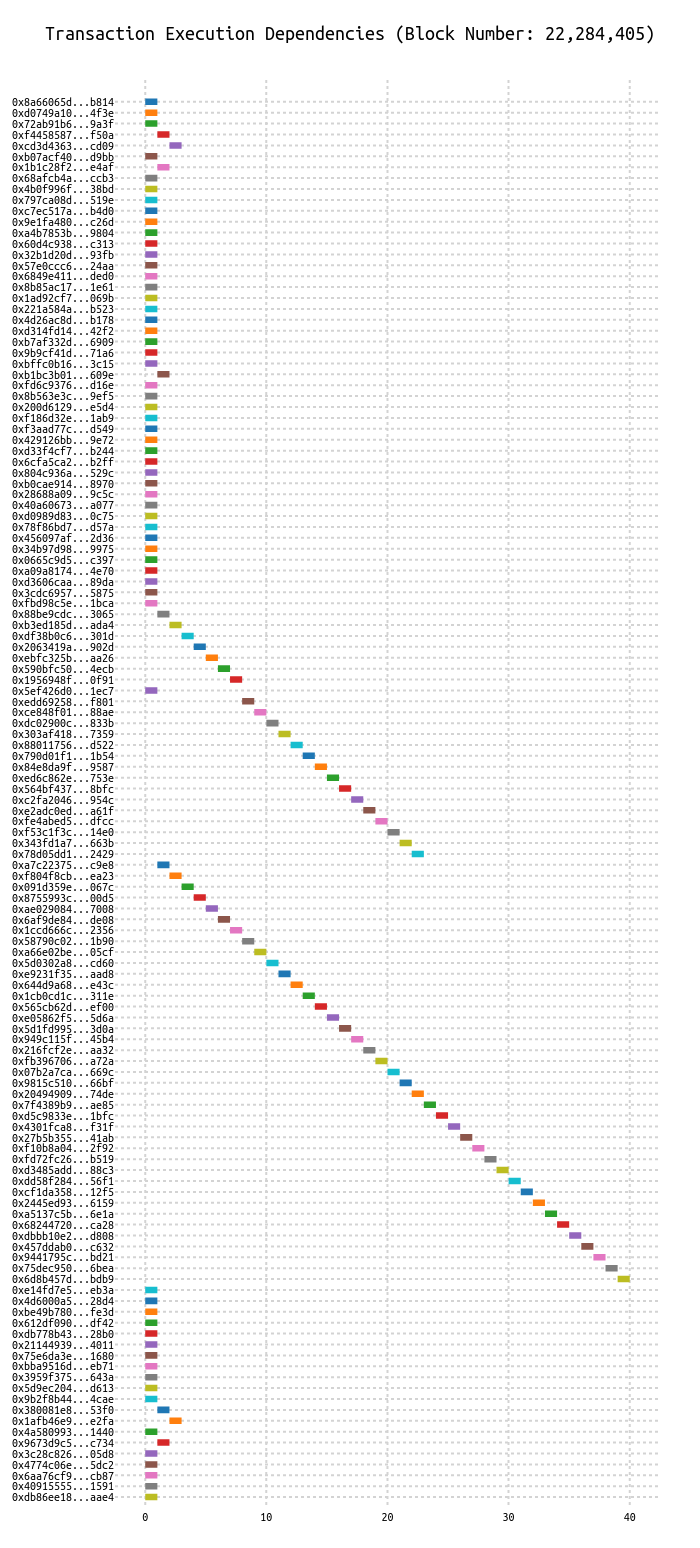 Transaction Execution Dependencies (Block Number: 22,284,405)
0x8a66065d...b814
0xd0749a10...4f3e
0x72ab91b6...9a3f
0xf4458587...f50a
0xcd3d4363...cd09
0xb07acf40...d9bb
0x1b1c28f2...e4af
0x68afcb4a...ccb3
0x4b0f996f...38bd
0x797ca08d...519e
0xc7ec517a...b4d0
0x9e1fa480...c26d
0xa4b7853b...9804
0x60d4c938...c313
0x32b1d20d...93fb
0x57e0ccc6...24aa
0x6849e411...ded0
0x8b85ac17...1e61
0x1ad92cf7...069b
0x221a584a...b523
0x4d26ac8d...b178
0xd314fd14...42f2
0xb7af332d...6909
0x9b9cf41d...71a6
0xbffc0b16...3c15
0xb1bc3b01...609e
0xfd6c9376...d16e
0x8b563e3c...9ef5
0x200d6129...e5d4
0xf186d32e...1ab9
0xf3aad77c...d549
0x429126bb...9e72
0xd33f4cf7...b244
0x6cfa5ca2...b2ff
0x804c936a...529c
0xb0cae914...8970
0x28688a09...9c5c
0x40a60673...a077
0xd0989d83...0c75
0x78f86bd7...d57a
0x456097af...2d36
0x34b97d98...9975
0x0665c9d5...c397
0xa09a8174...4e70
0xd3606caa...89da
0x3cdc6957...5875
0xfbd98c5e...1bca
0x88be9cdc...3065
0xb3ed185d...ada4
0xdf38b0c6...301d
0x2063419a...902d
0xebfc325b...aa26
0x590bfc50...4ecb
0x1956948f...0f91
0x5ef426d0...1ec7
0xedd69258...f801
0xce848f01...88ae
0xdc02900c...833b
0x303af418...7359
0x88011756...d522
0x790d01f1...1b54
0x84e8da9f...9587
0xed6c862e...753e
0x564bf437...8bfc
0xc2fa2046...954c
0xe2adc0ed...a61f
0xfe4abed5...dfcc
0xf53c1f3c...14e0
0x343fd1a7...663b
0x78d05dd1...2429
0xa7c22375...c9e8
0xf804f8cb...ea23
0x091d359e...067c
0x8755993c...00d5
0xae029084...7008
0x6af9de84...de08
0x1ccd666c...2356
0x58790c02...1b90
0xa66e02be...05cf
0x5d0302a8...cd60
0xe9231f35...aad8
0x644d9a68...e43c
0x1cb0cd1c...311e
0x565cb62d...ef00
0xe05862f5...5d6a
0x5d1fd995...3d0a
0x949c115f...45b4
0x216fcf2e...aa32
0xfb396706...a72a
0x07b2a7ca...669c
0x9815c510...66bf
0x20494909...74de
0x7f4389b9...ae85
0xd5c9833e...1bfc
0x4301fca8...f31f
0x27b5b355...41ab
0xf10b8a04...2f92
0xfd72fc26...b519
0xd3485add...88c3
0xdd58f284...56f1
0xcf1da358...12f5
0x2445ed93...6159
0xa5137c5b...6e1a
0x68244720...ca28
0xdbbb10e2...d808
0x457ddab0...c632
0x9441795c...bd21
0x75dec950...6bea
0x6d8b457d...bdb9
0xe14fd7e5...eb3a
0x4d6000a5...28d4
0xbe49b780...fe3d
0x612df090...df42
0xdb778b43...28b0
0x21144939...4011
0x75e6da3e...1680
0xbba9516d...eb71
0x3959f375...643a
0x5d9ec204...d613
0x9b2f8b44...4cae
0x380081e8...53f0
0x1afb46e9...e2fa
0x4a580993...1440
0x9673d9c5...c734
0x3c28c826...05d8
0x4774c06e...5dc2
0x6aa76cf9...cb87
0x40915555...1591
0xdb86ee18...aae4
0 10 20 30 40